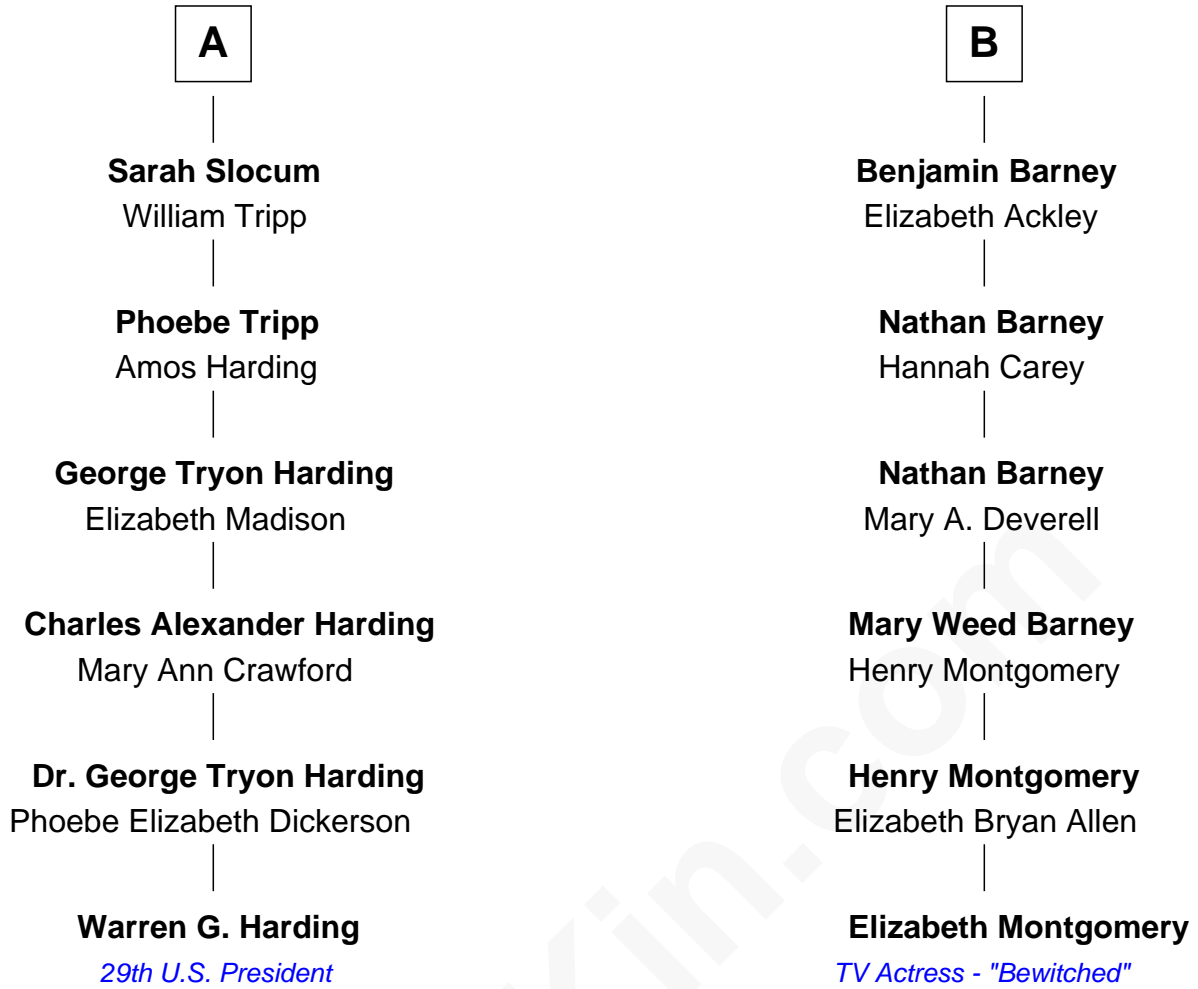 A
B
Sarah Slocum
William Tripp
Benjamin Barney
Elizabeth Ackley
Phoebe Tripp
Amos Harding
Nathan Barney
Hannah Carey
George Tryon Harding
Elizabeth Madison
Nathan Barney
Mary A. Deverell
Charles Alexander Harding
Mary Ann Crawford
Mary Weed Barney
Henry Montgomery
Dr. George Tryon Harding
Phoebe Elizabeth Dickerson
Henry Montgomery
Elizabeth Bryan Allen
Warren G. Harding
29th U.S. President
Elizabeth Montgomery
TV Actress - "Bewitched"